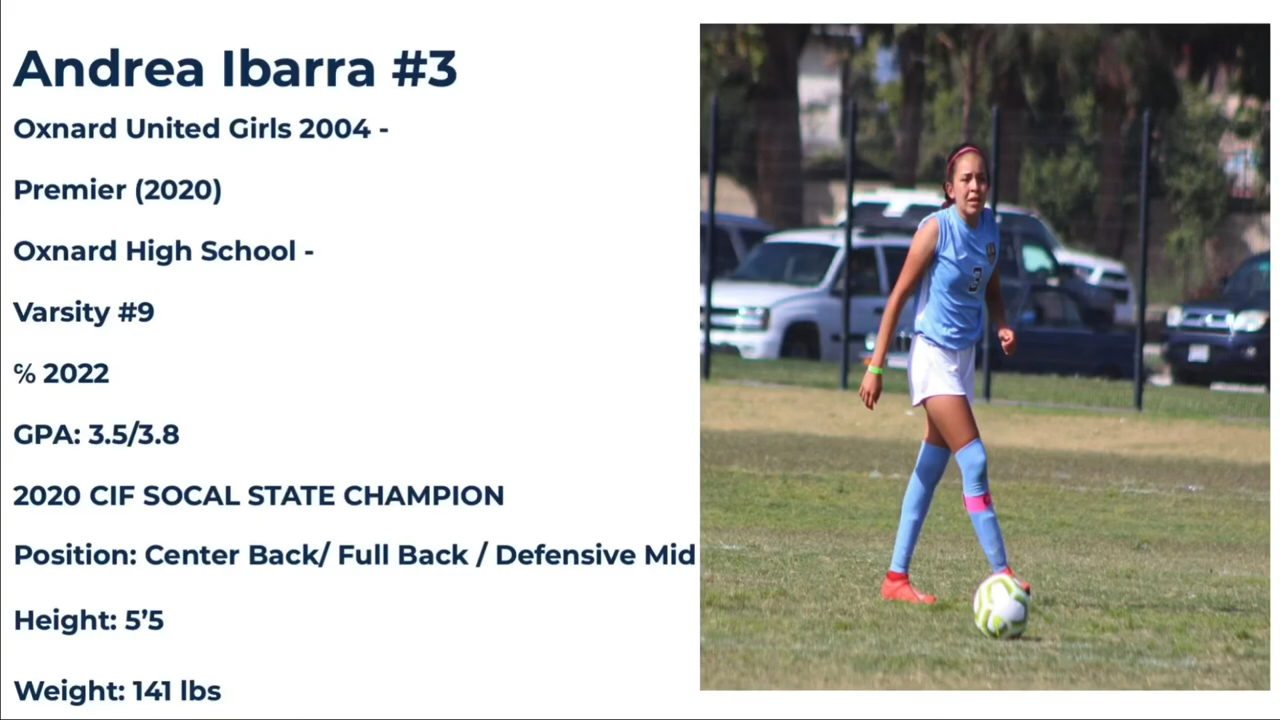 Andrea Ibarra #3
Oxnard United Girls 2004 -
Premier (2020)
Oxnard High School -
Varsity #9
℅ 2022
GPA: 3.5/3.8
2020 CIF SOCAL STATE CHAMPION
Position: Center Back/ Full Back / Defensive Mid
Height: 5’5
Weight: 141 lbs
3